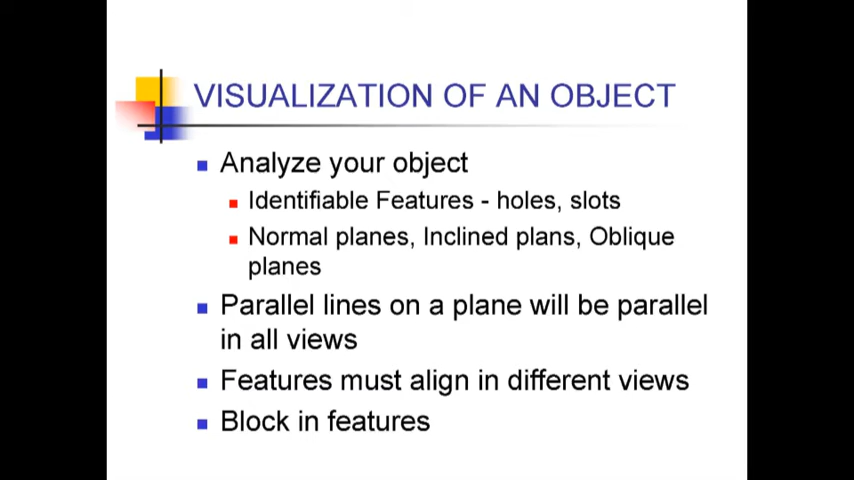 VISUALIZATION OF AN OBJECT
Analyze your object
Identifiable Features - holes, slots
Normal planes, Inclined plans, Oblique
planes
Parallel lines on a plane will be parallel
in all views
Features must align in different views
Block in features